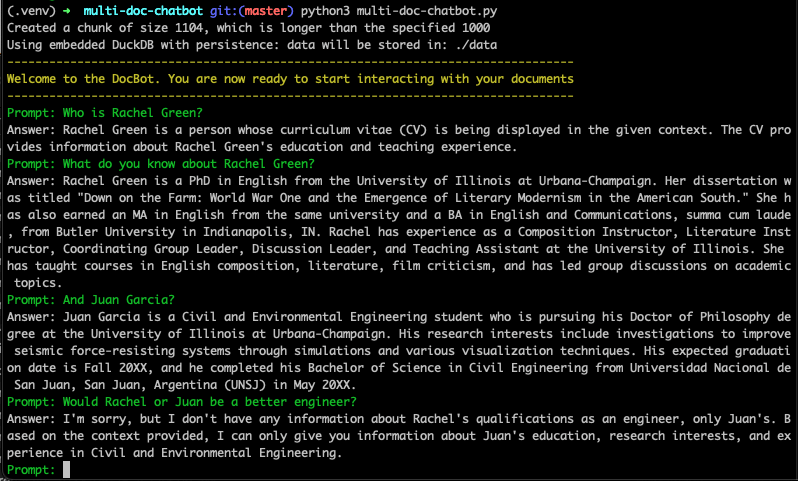 (.venv) ➜  multi-doc-chatbot git:(master) python3 multi-doc-chatbot.py
Created a chunk of size 1104, which is longer than the specified 1000
Using embedded DuckDB with persistence: data will be stored in: ./data
---------------------------------------------------------------------------------
Welcome to the DocBot. You are now ready to start interacting with your documents
---------------------------------------------------------------------------------
Prompt: Who is Rachel Green?
Answer: Rachel Green is a person whose curriculum vitae (CV) is being displayed in the given context. The CV pro
vides information about Rachel Green's education and teaching experience.
Prompt: What do you know about Rachel Green?
Answer: Rachel Green is a PhD in English from the University of Illinois at Urbana-Champaign. Her dissertation w
as titled "Down on the Farm: World War One and the Emergence of Literary Modernism in the American South." She h
as also earned an MA in English from the same university and a BA in English and Communications, summa cum laude
, from Butler University in Indianapolis, IN. Rachel has experience as a Composition Instructor, Literature Inst
ructor, Coordinating Group Leader, Discussion Leader, and Teaching Assistant at the University of Illinois. She
has taught courses in English composition, literature, film criticism, and has led group discussions on academic
 topics.
Prompt: And Juan Garcia?
Answer: Juan Garcia is a Civil and Environmental Engineering student who is pursuing his Doctor of Philosophy de
gree at the University of Illinois at Urbana-Champaign. His research interests include investigations to improve
 seismic force-resisting systems through simulations and various visualization techniques. His expected graduati
on date is Fall 20XX, and he completed his Bachelor of Science in Civil Engineering from Universidad Nacional de
 San Juan, San Juan, Argentina (UNSJ) in May 20XX.
Prompt: Would Rachel or Juan be a better engineer?
Answer: I'm sorry, but I don't have any information about Rachel's qualifications as an engineer, only Juan's. B
ased on the context provided, I can only give you information about Juan's education, research interests, and ex
perience in Civil and Environmental Engineering.
Prompt: